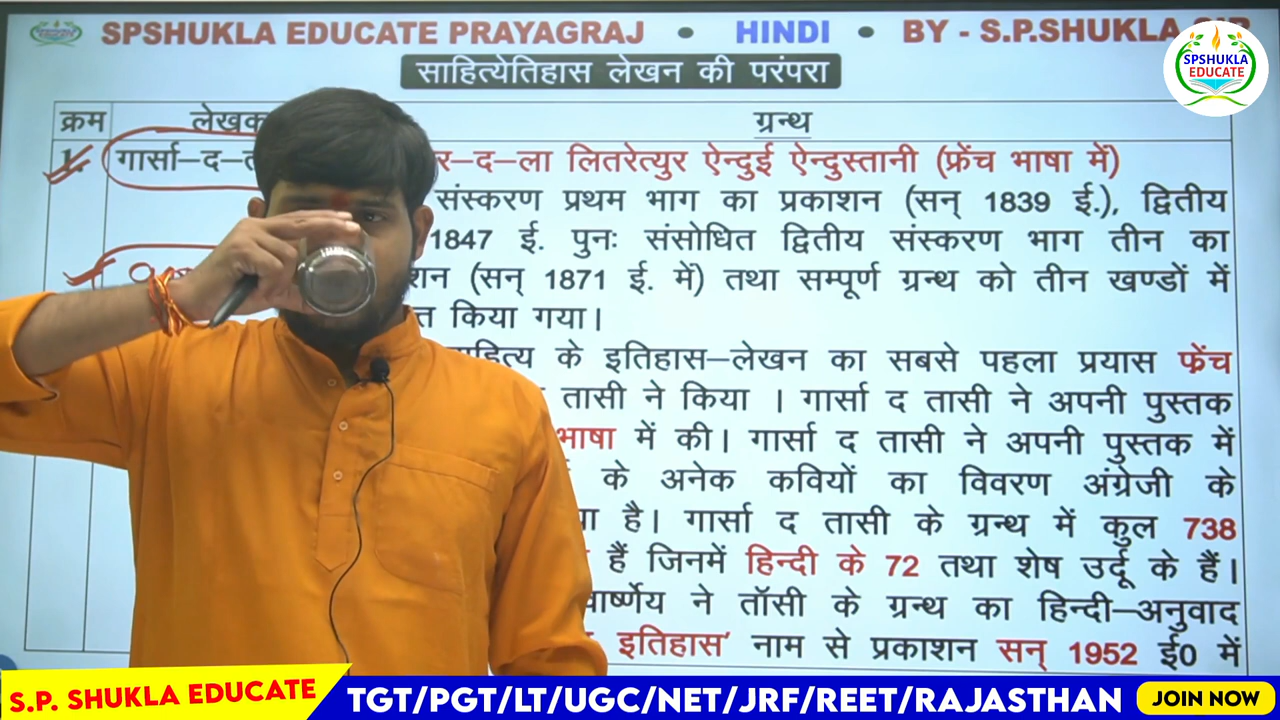 SPSHUKLA EDUCATE PRAYAGRAJ • HINDI • BY - S.P.SHUKLA
SPSHUKLA
EDUCATE
साहित्येतिहास लेखन की परंपरा
क्रम लेखक ग्रन्थ
1. गार्सा–द–त र–द–ला लितरेत्युर ऐन्दुई ऐन्दुस्तानी (फ्रेंच भाषा में)
संस्करण प्रथम भाग का प्रकाशन (सन् 1839 ई.), द्वितीय
1847 ई. पुनः संसोधित द्वितीय संस्करण भाग तीन का
शन (सन् 1871 ई. में) तथा सम्पूर्ण ग्रन्थ को तीन खण्डों में
त किया गया।
के इतिहास–लेखन का सबसे पहला प्रयास फ्रेंच
तासी ने किया । गार्सा द तासी ने अपनी पुस्तक
भाषा में की। गार्सा द तासी ने अपनी पुस्तक में
के अनेक कवियों का विवरण अंग्रेजी के
है। गार्सा द तासी के ग्रन्थ में कुल 738
हैं जिनमें हिन्दी के 72 तथा शेष उर्दू के हैं।
वार्ष्णेय ने तॉसी के ग्रन्थ का हिन्दी–अनुवाद
इतिहास’ नाम से प्रकाशन सन् 1952 ई0 में
S.P. SHUKLA EDUCATE
TGT/PGT/LT/UGC/NET/JRF/REET/RAJASTHAN
JOIN NOW